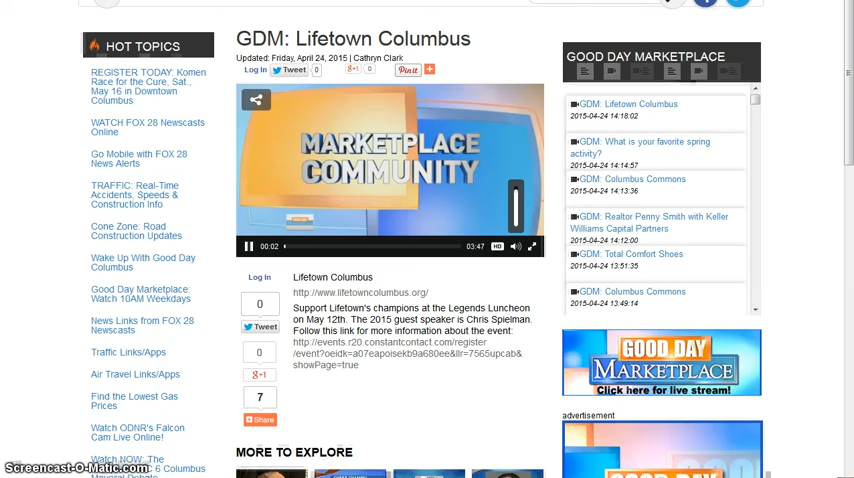 HOT TOPICS
REGISTER TODAY: Komen
Race for the Cure, Sat.,
May 16 in Downtown
Columbus
WATCH FOX 28 Newscasts
Online
Go Mobile with FOX 28
News Alerts
TRAFFIC: Real-Time
Accidents, Speeds &
Construction Info
Cone Zone: Road
Construction Updates
Wake Up With Good Day
Columbus
Good Day Marketplace:
Watch 10AM Weekdays
News Links from FOX 28
Newscasts
Traffic Links/Apps
Air Travel Links/Apps
Find the Lowest Gas
Prices
Watch ODNR's Falcon
Cam Live Online!
Watch NOW: The
6 Columbus
Mayoral Debate
GDM: Lifetown Columbus
Updated: Friday, April 24, 2015 | Cathryn Clark
Log In Tweet 0 g+1 0 Pin it
MARKETPLACE
COMMUNITY
00:02 03:47 HD
Log In
0
Tweet
0
g+1
7
Share
Lifetown Columbus
http://www.lifetowncolumbus.org/
Support Lifetown's champions at the Legends Luncheon
on May 12th. The 2015 guest speaker is Chris Spielman.
Follow this link for more information about the event:
http://events.r20.constantcontact.com/register
/event?oeidk=a07eapoisekb9a680ee&llr=7565upcab&
showPage=true
MORE TO EXPLORE
GOOD DAY MARKETPLACE
GDM: Lifetown Columbus
2015-04-24 14:18:02
GDM: What is your favorite spring
activity?
2015-04-24 14:14:57
GDM: Columbus Commons
2015-04-24 14:13:36
GDM: Realtor Penny Smith with Keller
Williams Capital Partners
2015-04-24 14:12:00
GDM: Total Comfort Shoes
2015-04-24 13:51:35
GDM: Columbus Commons
2015-04-24 13:49:14
GOOD DAY
MARKETPLACE
Click here for live stream!
advertisement
GOOD DAY
Screencast-O-Matic.com